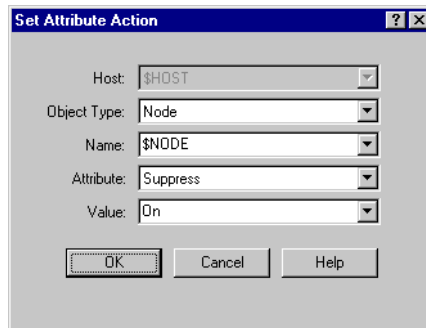 Set Attribute Action
Host: $HOST
Object Type: Node
Name: $NODE
Attribute: Suppress
Value: On
OK Cancel Help